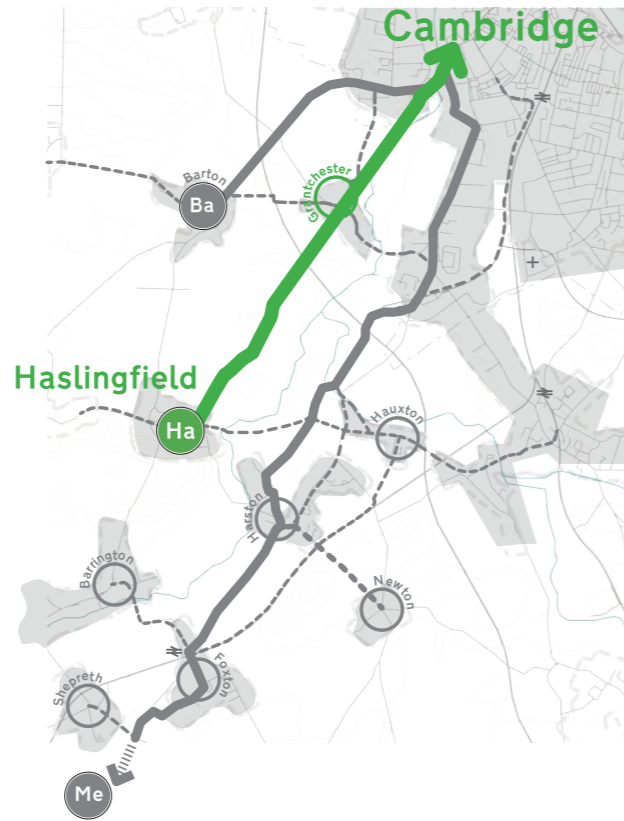 Cambridge
Barton
Ba
Grantchester
Haslingfield
Ha
Hauxton
Harston
Barrington
Newton
Foxton
Shepreth
Me